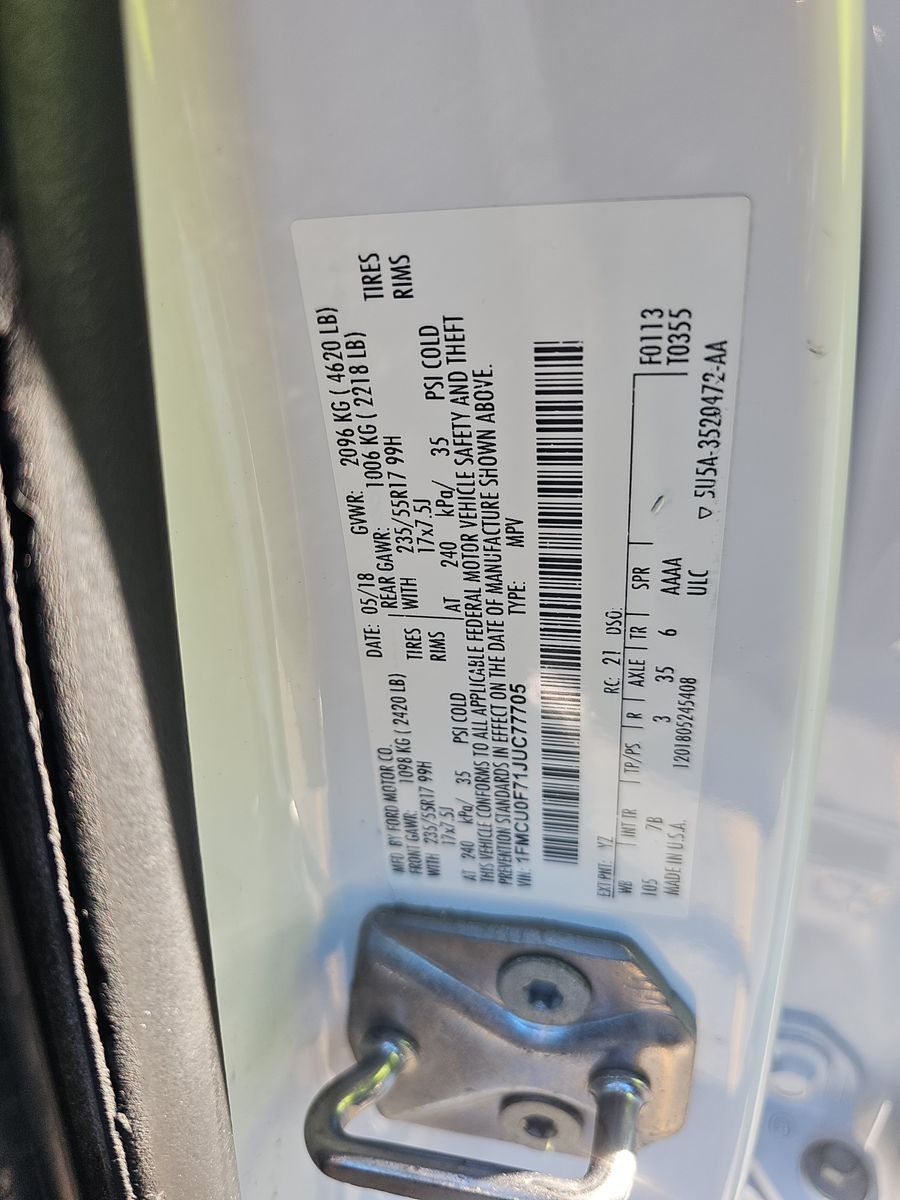 MFD. BY FORD MOTOR CO.
DATE: 05/18 GVWR: 2096 KG ( 4620 LB)
FRONT GAWR: 1098 KG ( 2420 LB) REAR GAWR: 1006 KG ( 2218 LB)
WITH 235/55R17 99H TIRES WITH 235/55R17 99H TIRES
17x7.5J RIMS 17x7.5J RIMS
AT 240 kPa/ 35 PSI COLD AT 240 kPa/ 35 PSI COLD
THIS VEHICLE CONFORMS TO ALL APPLICABLE FEDERAL MOTOR VEHICLE SAFETY AND THEFT
PREVENTION STANDARDS IN EFFECT ON THE DATE OF MANUFACTURE SHOWN ABOVE.
VIN: 1FMCU0F71JUC77705 TYPE: MPV
EXT PNT: YZ RC: 21 DSO:
WB INT TR TP/PS R AXLE TR SPR F0113
105 7B 3 35 6 AAAA T0355
MADE IN U.S.A. 1201805245408 ULC
5U5A-3520472-AA